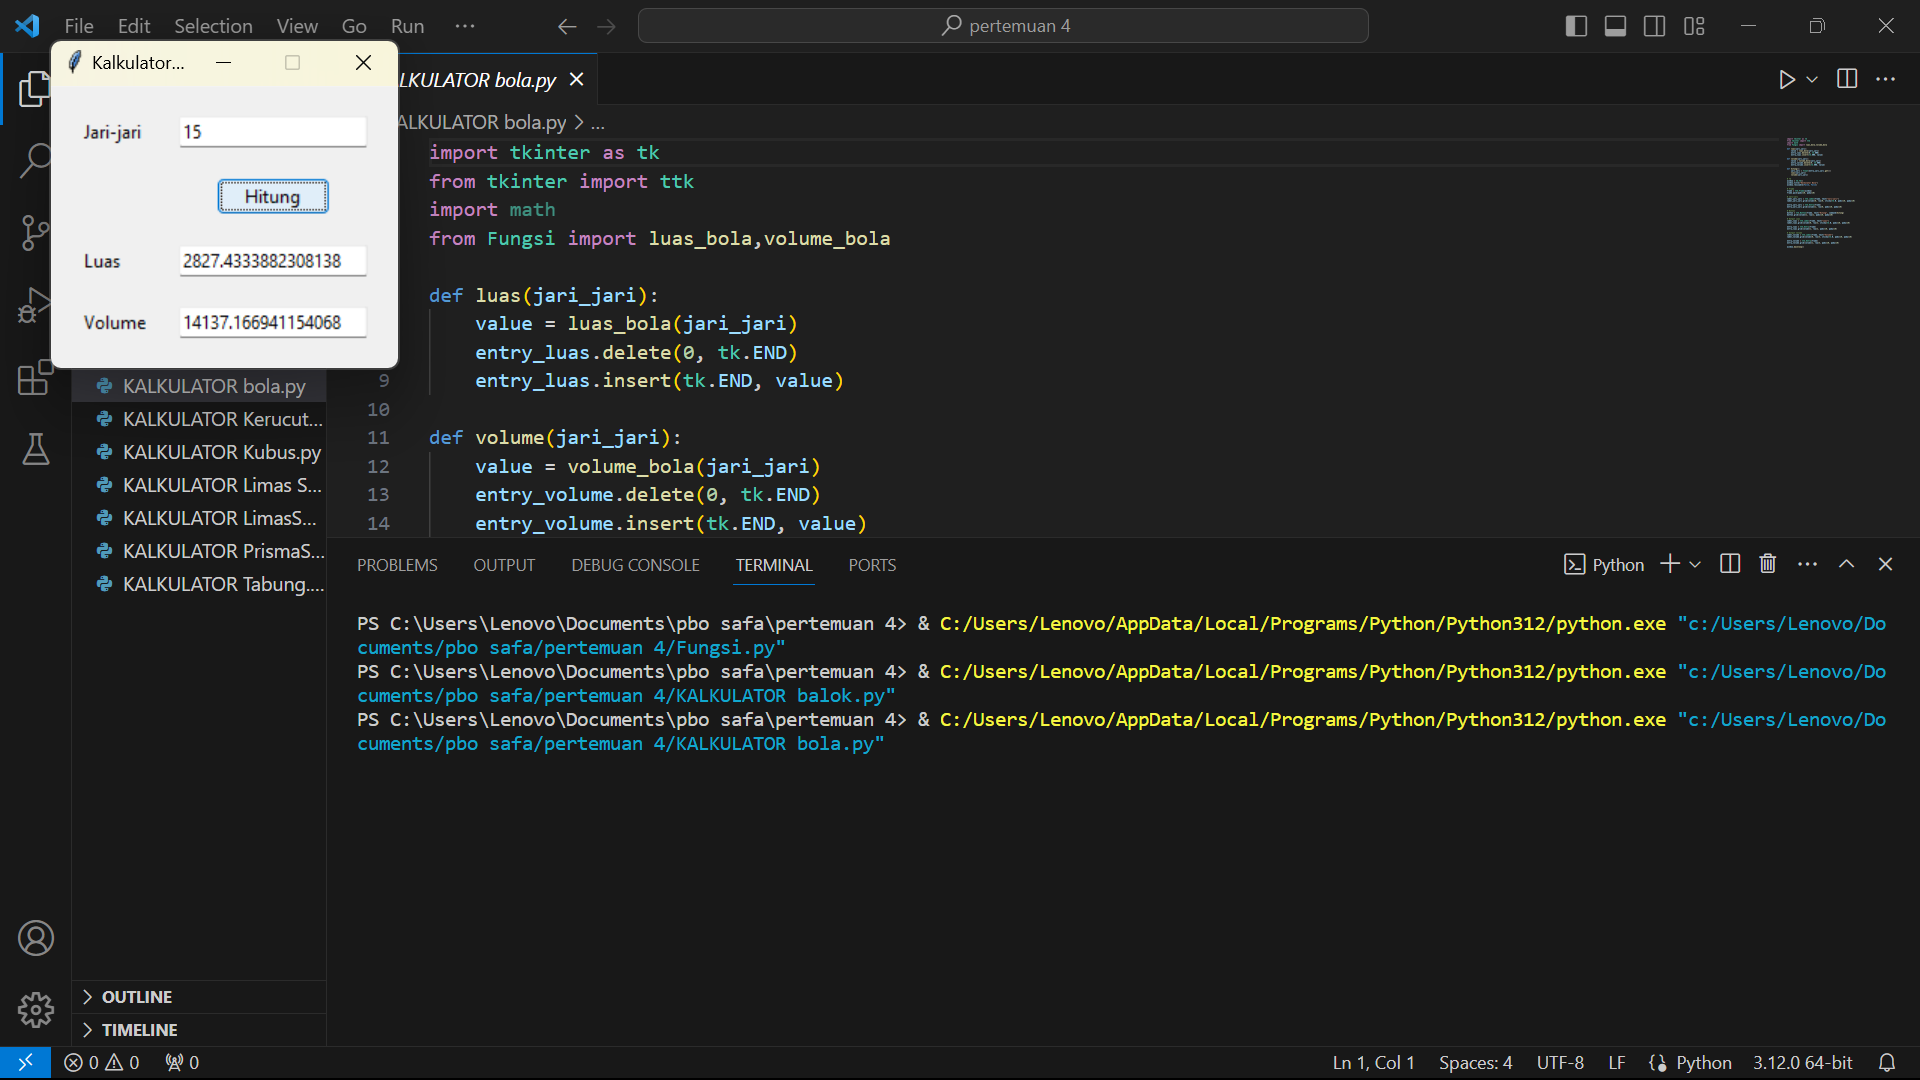 File Edit Selection View Go Run ...
pertemuan 4
Kalkulator...
Jari-jari 15
Hitung
Luas 2827.4333882308138
Volume 14137.166941154068
LKULATOR bola.py
ALKULATOR bola.py > ...
import tkinter as tk
from tkinter import ttk
import math
from Fungsi import luas_bola,volume_bola
def luas(jari_jari):
value = luas_bola(jari_jari)
entry_luas.delete(0, tk.END)
9 entry_luas.insert(tk.END, value)
10
11 def volume(jari_jari):
12 value = volume_bola(jari_jari)
13 entry_volume.delete(0, tk.END)
14 entry_volume.insert(tk.END, value)
KALKULATOR bola.py
KALKULATOR Kerucut...
KALKULATOR Kubus.py
KALKULATOR Limas S...
KALKULATOR LimasS...
KALKULATOR PrismaS...
KALKULATOR Tabung....
OUTLINE
TIMELINE
PROBLEMS OUTPUT DEBUG CONSOLE TERMINAL PORTS
Python
PS C:\Users\Lenovo\Documents\pbo safa\pertemuan 4> & C:/Users/Lenovo/AppData/Local/Programs/Python/Python312/python.exe "c:/Users/Lenovo/Do
cuments/pbo safa/pertemuan 4/Fungsi.py"
PS C:\Users\Lenovo\Documents\pbo safa\pertemuan 4> & C:/Users/Lenovo/AppData/Local/Programs/Python/Python312/python.exe "c:/Users/Lenovo/Do
cuments/pbo safa/pertemuan 4/KALKULATOR balok.py"
PS C:\Users\Lenovo\Documents\pbo safa\pertemuan 4> & C:/Users/Lenovo/AppData/Local/Programs/Python/Python312/python.exe "c:/Users/Lenovo/Do
cuments/pbo safa/pertemuan 4/KALKULATOR bola.py"
0 0 0
Ln 1, Col 1 Spaces: 4 UTF-8 LF Python 3.12.0 64-bit